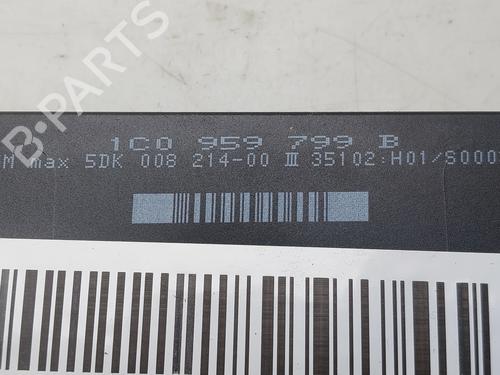 1C0 959 799 B
M max 5DK 008 214-00 III 35102:H01/S000
B-PARTS